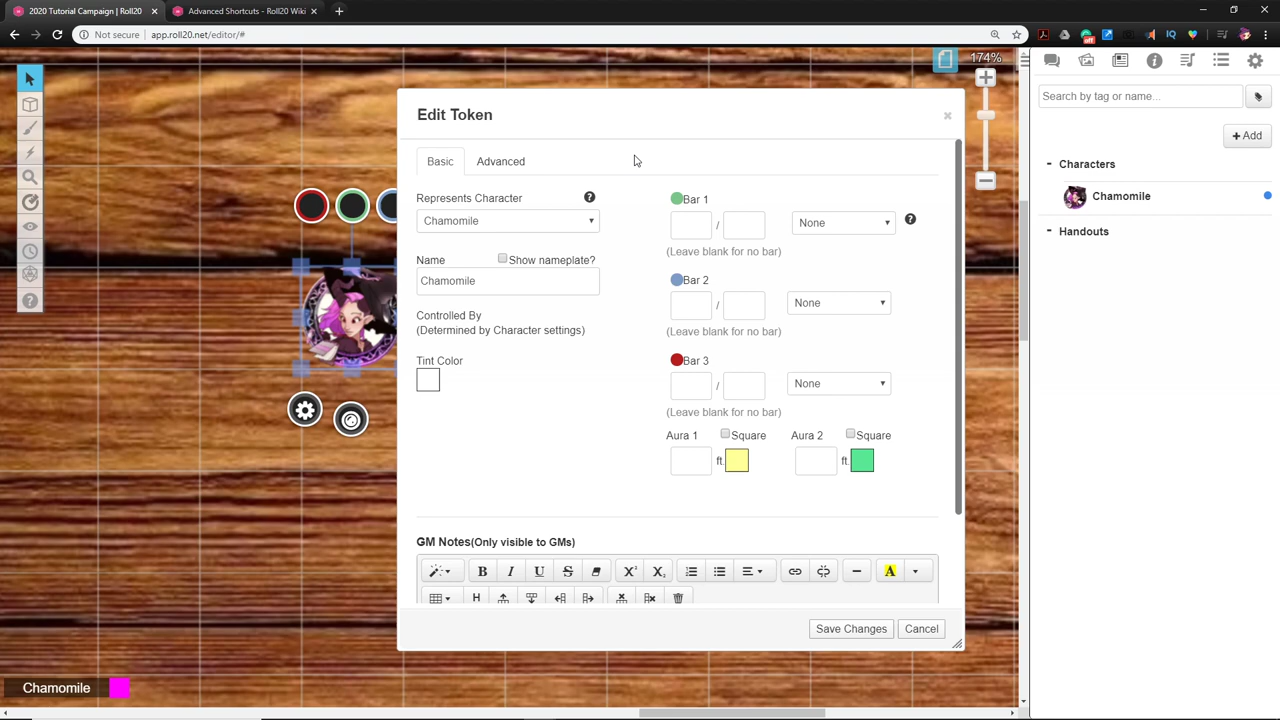 2020 Tutorial Campaign | Roll20
Advanced Shortcuts - Roll20 Wiki
Not secure
app.roll20.net/editor/#
174%
Search by tag or name...
+ Add
Characters
Chamomile
Handouts
Edit Token
Basic
Advanced
Represents Character
Chamomile
Name
Show nameplate?
Chamomile
Controlled By
(Determined by Character settings)
Tint Color
Bar 1
/
None
(Leave blank for no bar)
Bar 2
/
None
(Leave blank for no bar)
Bar 3
/
None
(Leave blank for no bar)
Aura 1
Square
Aura 2
Square
ft.
ft.
GM Notes(Only visible to GMs)
B I U S X² X₂ A
H
Save Changes
Cancel
Chamomile